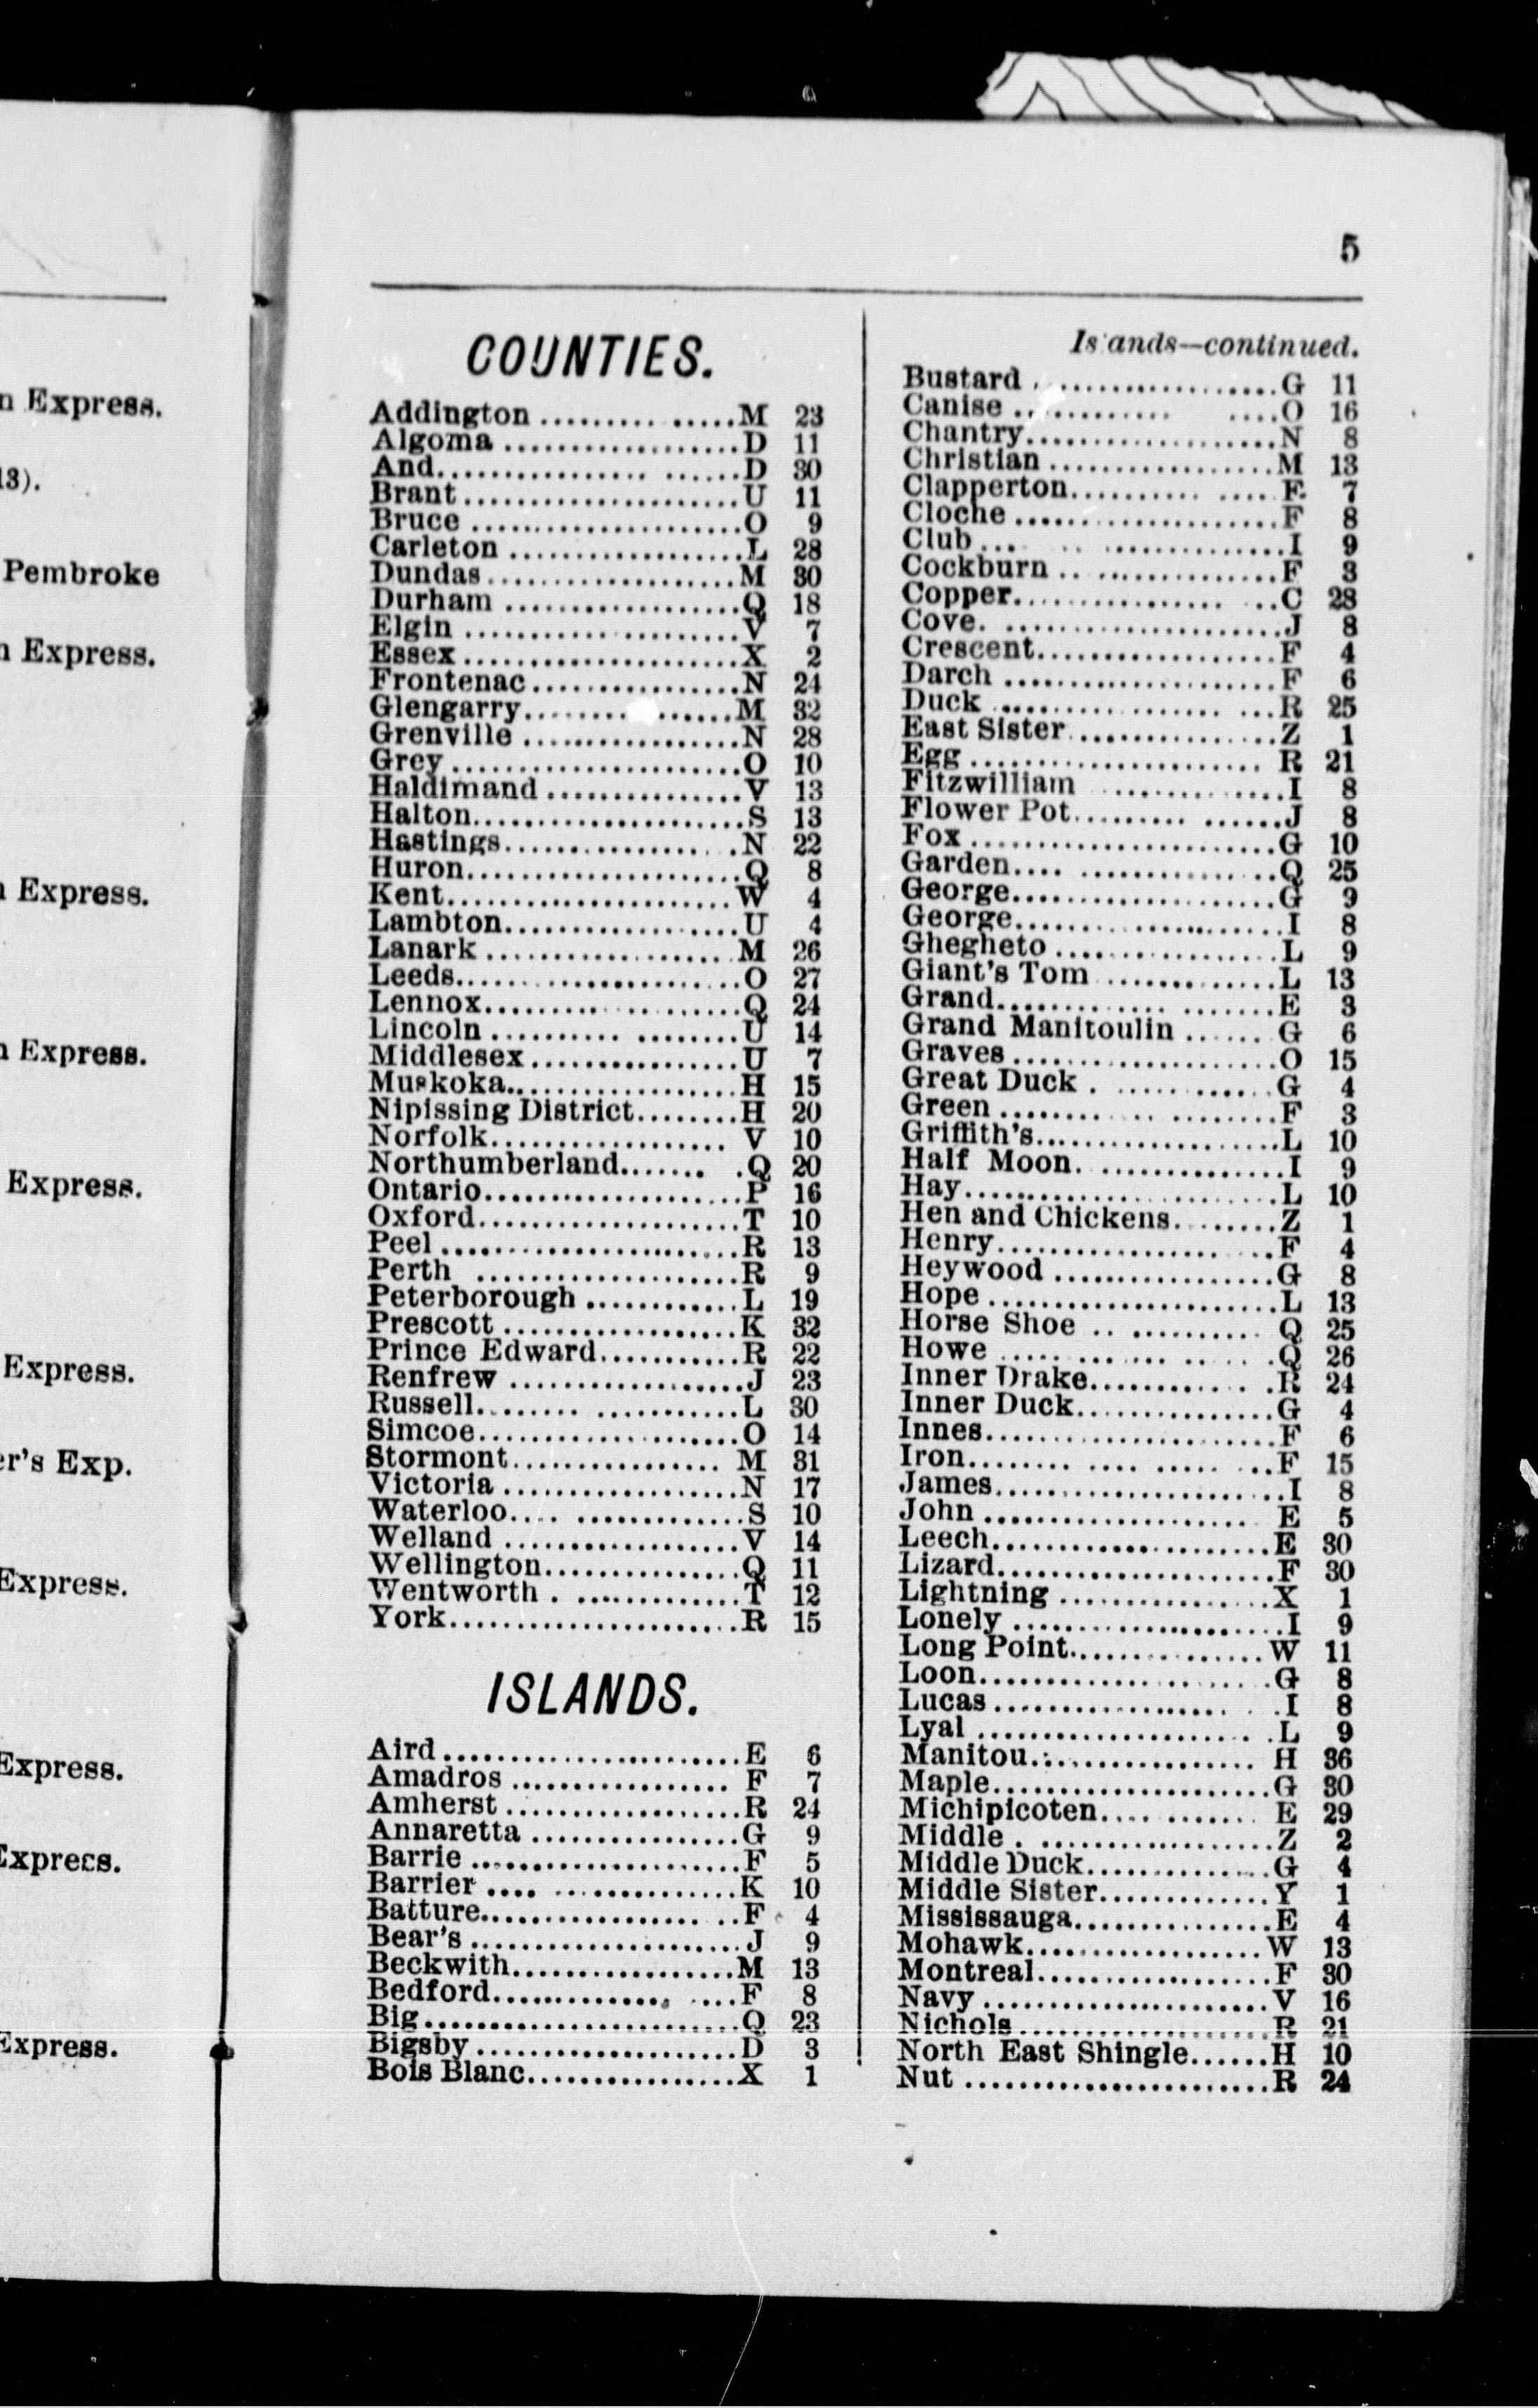 n Express.
13).
Pembroke
n Express.
n Express.
n Express.
Express.
Express.
er's Exp.
Express.
Express.
Exprecs.
Express.
5
COUNTIES.
Addington .................M 23
Algoma ...................D 11
And.......................D 30
Brant.....................U 11
Bruce ....................O 9
Carleton .................L 28
Dundas....................M 30
Durham ...................Q 18
Elgin ....................V 7
Essex.....................X 2
Frontenac.................N 24
Glengarry.................M 32
Grenville ................N 28
Grey .....................O 10
Haldimand ................V 13
Halton....................S 13
Hastings..................N 22
Huron.....................Q 8
Kent......................W 4
Lambton...................U 4
Lanark ...................M 26
Leeds.....................O 27
Lennox....................Q 24
Lincoln ..................U 14
Middlesex.................U 7
Muskoka...................H 15
Nipissing District........H 20
Norfolk...................V 10
Northumberland............Q 20
Ontario...................P 16
Oxford....................T 10
Peel .....................R 13
Perth ....................R 9
Peterborough .............L 19
Prescott .................K 32
Prince Edward.............R 22
Renfrew ..................J 23
Russell...................L 30
Simcoe....................O 14
Stormont..................M 31
Victoria .................N 17
Waterloo..................S 10
Welland ..................V 14
Wellington................Q 11
Wentworth ................T 12
York......................R 15
ISLANDS.
Aird......................E 6
Amadros ..................F 7
Amherst ..................R 24
Annaretta ................G 9
Barrie ...................F 5
Barrier ..................K 10
Batture...................F 4
Bear's ...................J 9
Beckwith..................M 13
Bedford...................F 8
Big.......................Q 23
Bigsby ...................D 3
Bois Blanc................X 1
Islands—continued.
Bustard ..................G 11
Canise ...................O 16
Chantry...................N 8
Christian ................M 13
Clapperton................F 7
Cloche ...................F 8
Club .....................I 9
Cockburn .................F 3
Copper....................C 28
Cove......................J 8
Crescent..................F 4
Darch ....................F 6
Duck .....................R 25
East Sister...............Z 1
Egg ......................R 21
Fitzwilliam ..............I 8
Flower Pot................J 8
Fox ......................G 10
Garden....................Q 25
George....................G 9
George....................I 8
Ghegheto .................L 9
Giant's Tom ..............L 13
Grand.....................E 3
Grand Manitoulin ......G 6
Graves ...................O 15
Great Duck ...............G 4
Green ....................F 3
Griffith's................L 10
Half Moon.................I 9
Hay.......................L 10
Hen and Chickens..........Z 1
Henry.....................F 4
Heywood ..................G 8
Hope .....................L 13
Horse Shoe ...............Q 25
Howe .....................Q 26
Inner Drake...............R 24
Inner Duck................G 4
Innes.....................F 6
Iron......................F 15
James.....................I 8
John .....................E 5
Leech.....................E 30
Lizard....................F 30
Lightning ................X 1
Lonely ...................I 9
Long Point................W 11
Loon......................G 8
Lucas ....................I 8
Lyal .....................L 9
Manitou...................H 36
Maple.....................G 30
Michipicoten..............E 29
Middle ...................Z 2
Middle Duck...............G 4
Middle Sister.............Y 1
Mississauga...............E 4
Mohawk....................W 13
Montreal..................F 30
Navy .....................V 16
Nichols...................R 21
North East Shingle......H 10
Nut ......................R 24